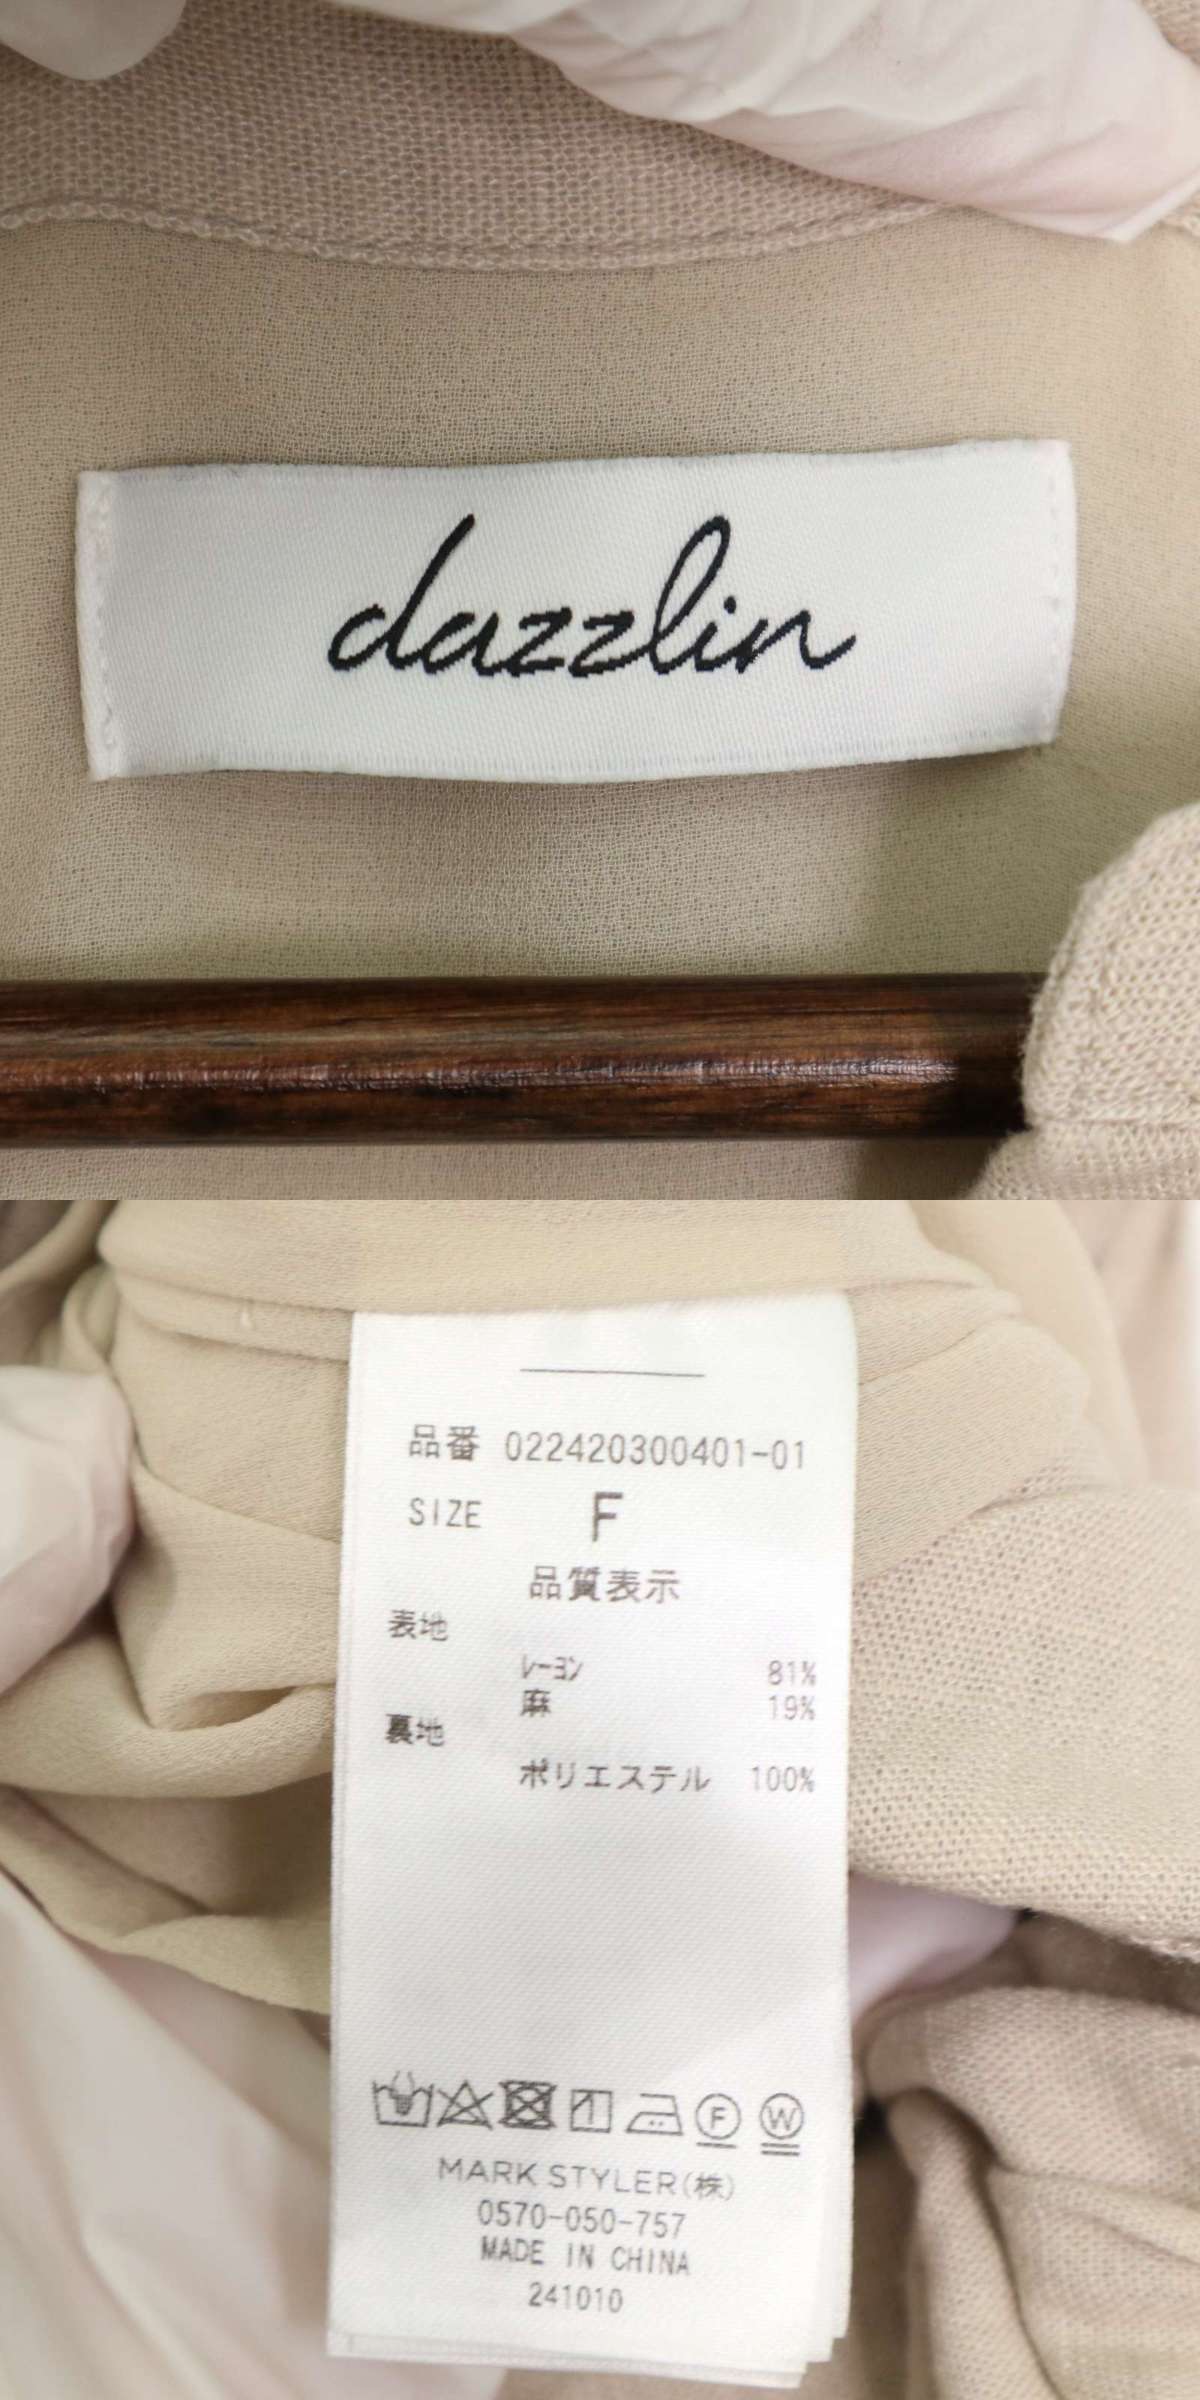 dazzlin
品番 022420300401-01
SIZE F
品質表示
表地
ﾚｰﾖﾝ 81%
麻 19%
裏地
ポリエステル 100%
F W
MARK STYLER(株)
0570-050-757
MADE IN CHINA
241010